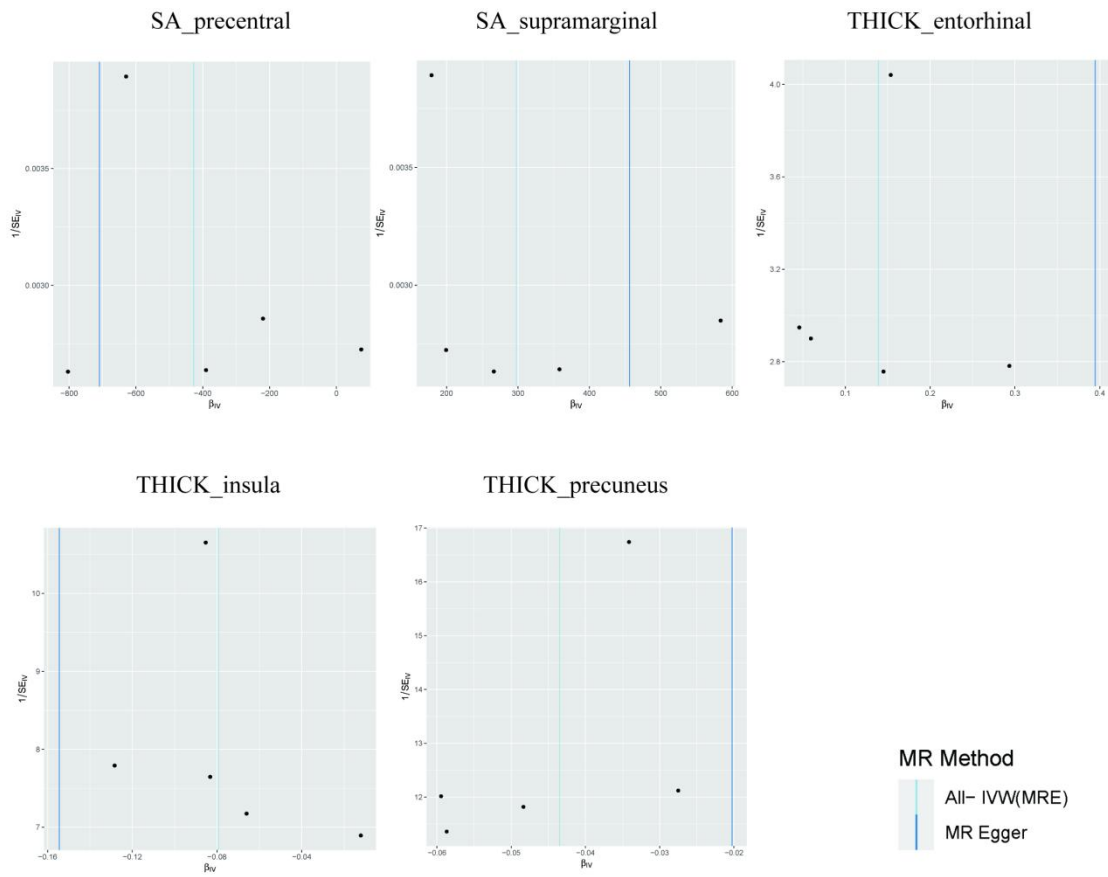 SA_precentral
SA_supramarginal
THICK_entorhinal
1/SE_IV
0.0035
0.0030
−800
−600
−400
−200
0
β_IV
1/SE_IV
0.0035
0.0030
200
300
400
500
600
β_IV
1/SE_IV
4.0
3.6
3.2
2.8
0.1
0.2
0.3
0.4
β_IV
THICK_insula
THICK_precuneus
1/SE_IV
10
9
8
7
−0.16
−0.12
−0.08
−0.04
β_IV
1/SE_IV
17
16
15
14
13
12
−0.06
−0.05
−0.04
−0.03
−0.02
β_IV
MR Method
All− IVW(MRE)
MR Egger